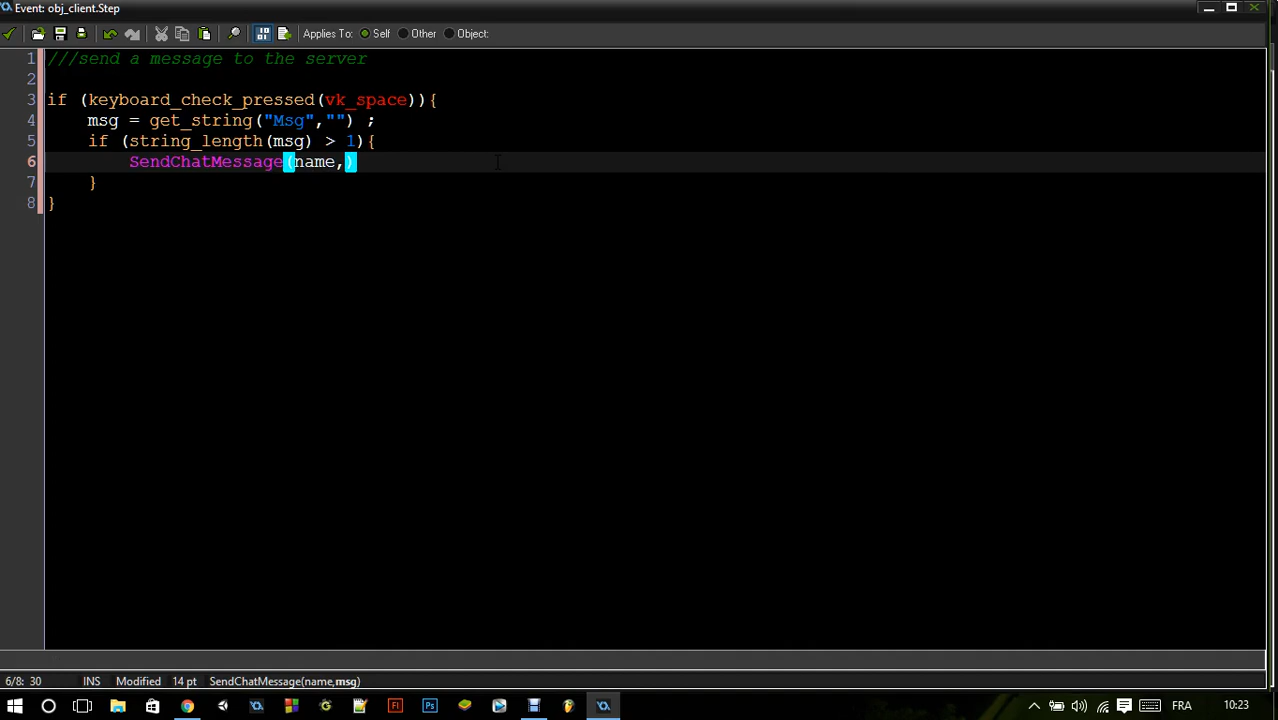 Event: obj_client.Step
Applies To: Self Other Object:
1 ///send a message to the server
2
3 if (keyboard_check_pressed(vk_space)){
4 msg = get_string("Msg","") ;
5 if (string_length(msg) > 1){
6 SendChatMessage(name,)
7 }
8 }
6/8: 30 INS Modified 14 pt SendChatMessage(name,msg)
Fl Ps FRA 10:23